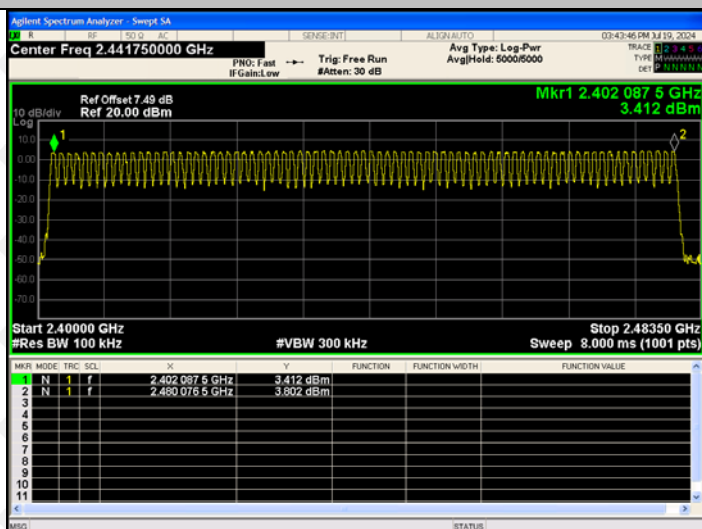 Agilent Spectrum Analyzer - Swept SA
R RF 50 Ω AC SENSE:INT ALIGN AUTO 03:43:46 PM Jul 19, 2024
Center Freq 2.441750000 GHz
PNO: Fast
IFGain:Low
Trig: Free Run
#Atten: 30 dB
Avg Type: Log-Pwr
Avg|Hold: 5000/5000
TRACE 1 2 3 4 5 6
TYPE M
DET P N N N N N
Ref Offset 7.49 dB
10 dB/div Ref 20.00 dBm
Log
Mkr1 2.402 087 5 GHz
3.412 dBm
1
2
10.0
0.00
-10.0
-20.0
-30.0
-40.0
-50.0
-60.0
-70.0
Start 2.40000 GHz Stop 2.48350 GHz
#Res BW 100 kHz #VBW 300 kHz Sweep 8.000 ms (1001 pts)
MKR MODE TRC SCL X Y FUNCTION FUNCTION WIDTH FUNCTION VALUE
1 N 1 f 2.402 087 5 GHz 3.412 dBm
2 N 1 f 2.480 076 5 GHz 3.802 dBm
3
4
5
6
7
8
9
10
11
MSG STATUS